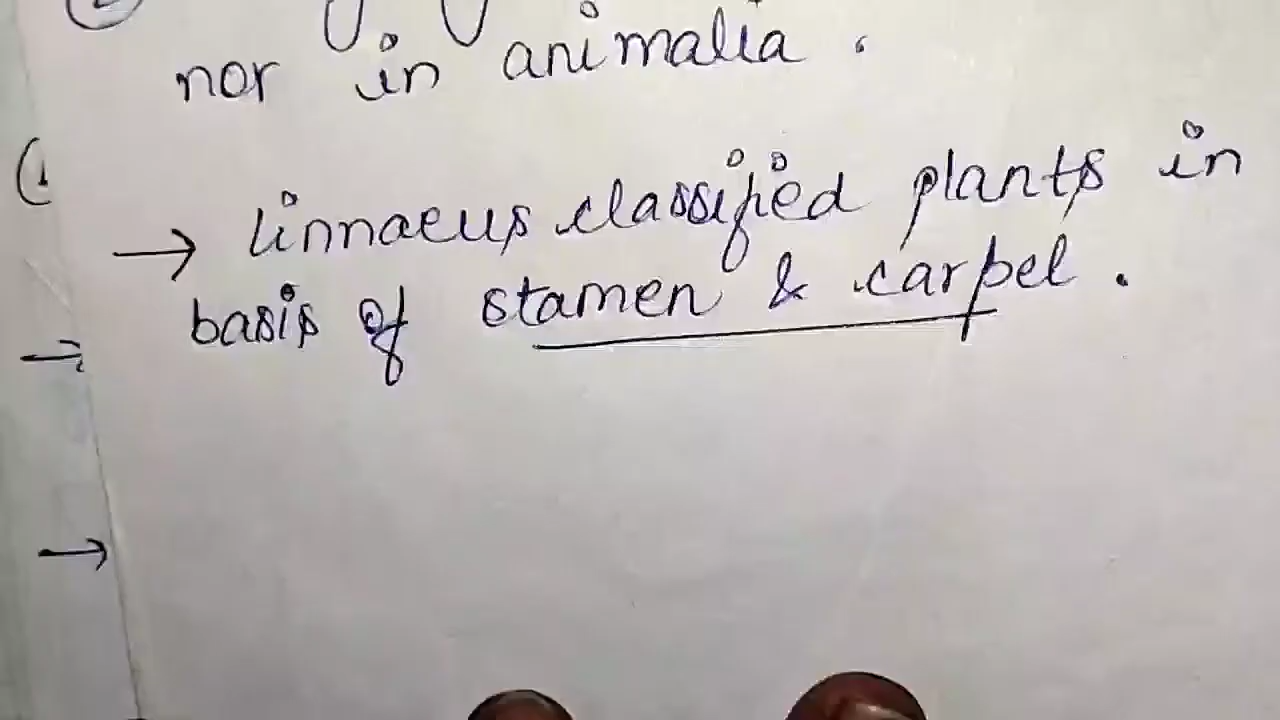 nor in animalia.
→ linnaeus classified plants in
basis of stamen & carpel.